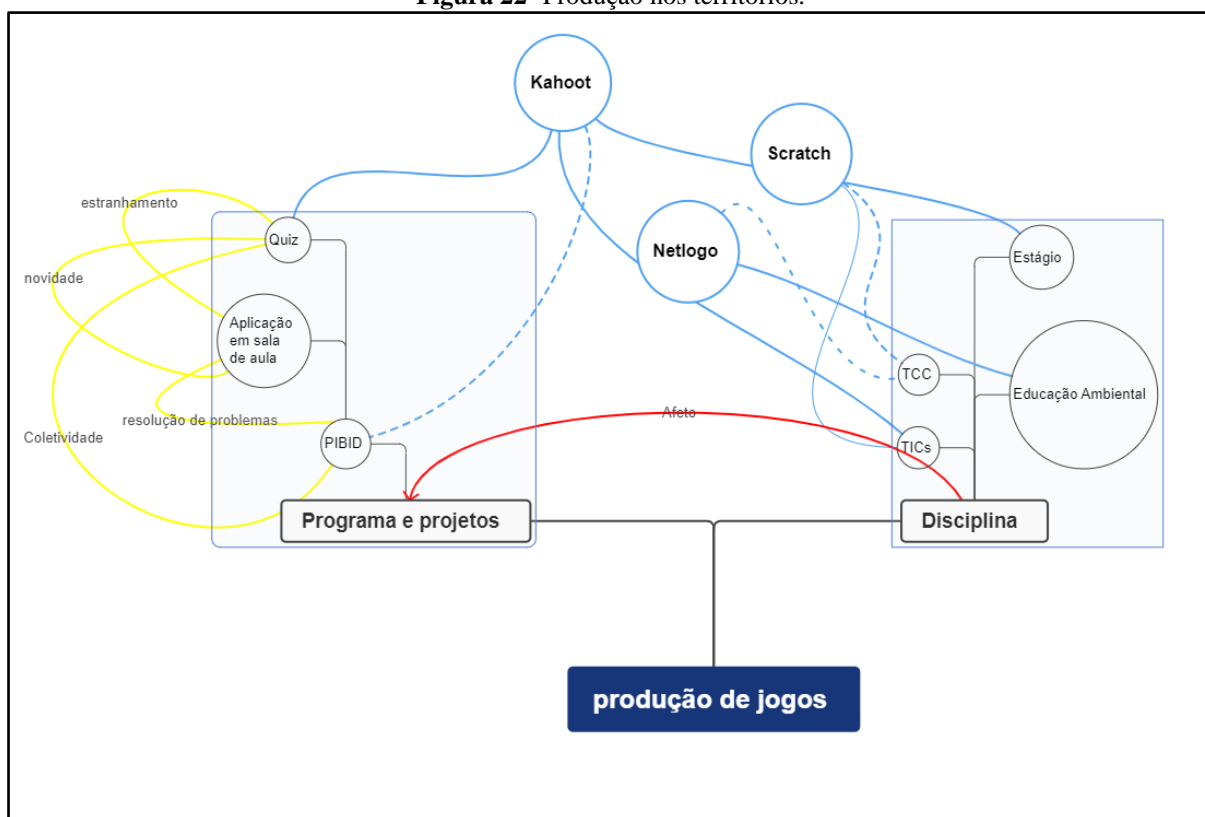 Figura 22- Produção nos territórios.
Kahoot
Scratch
estranhamento
Quiz
Netlogo
Estágio
novidade
Aplicação
em sala
de aula
TCC
Educação Ambiental
resolução de problemas
Afeto
Coletividade
PIBID
TICs
Programa e projetos
Disciplina
produção de jogos